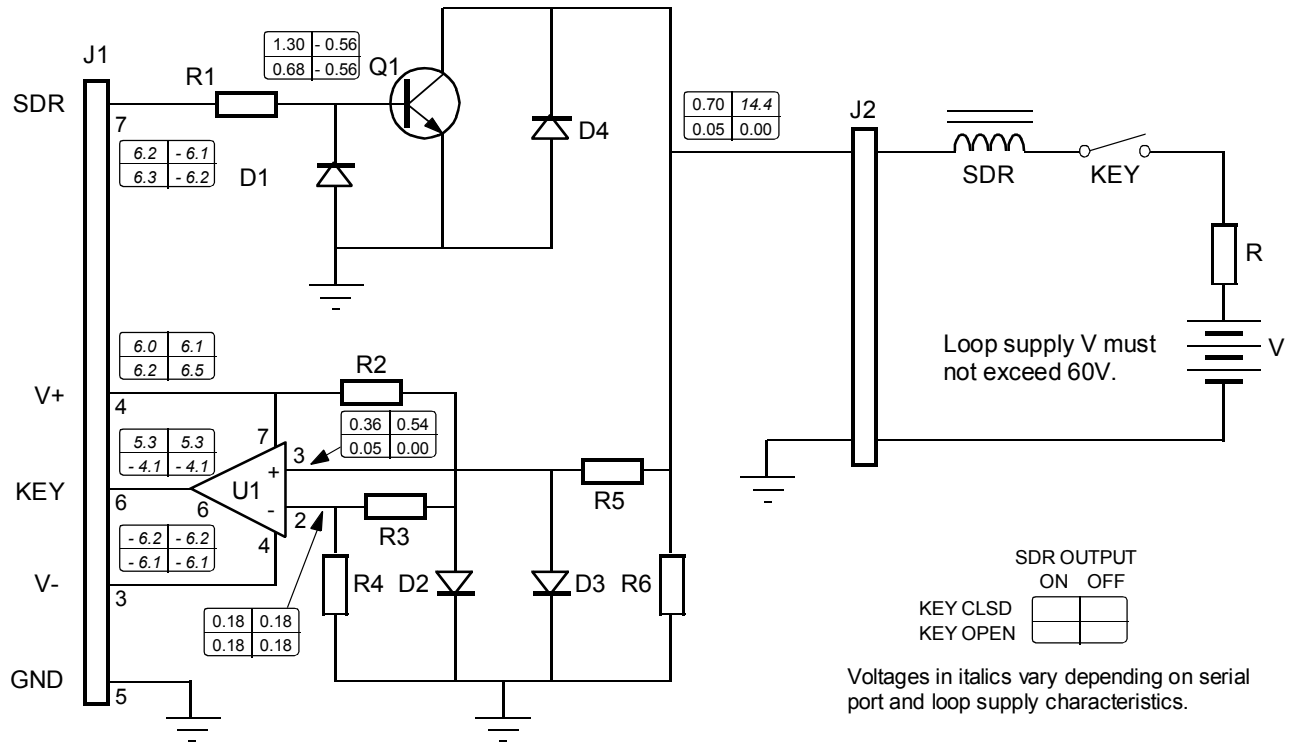 J1
SDR
7
R1
1.30 - 0.56
0.68 - 0.56
Q1
6.2 - 6.1
6.3 - 6.2
D1
D4
0.70 14.4
0.05 0.00
J2
SDR
KEY
R
V
Loop supply V must
not exceed 60V.
6.0 6.1
6.2 6.5
V+
4
R2
0.36 0.54
0.05 0.00
5.3 5.3
- 4.1 - 4.1
7
3
+
KEY
6
6
U1
-
2
R3
R5
- 6.2 - 6.2
- 6.1 - 6.1
4
V-
3
R4
D2
D3
R6
0.18 0.18
0.18 0.18
GND
5
SDR OUTPUT
ON OFF
KEY CLSD
KEY OPEN
Voltages in italics vary depending on serial
port and loop supply characteristics.